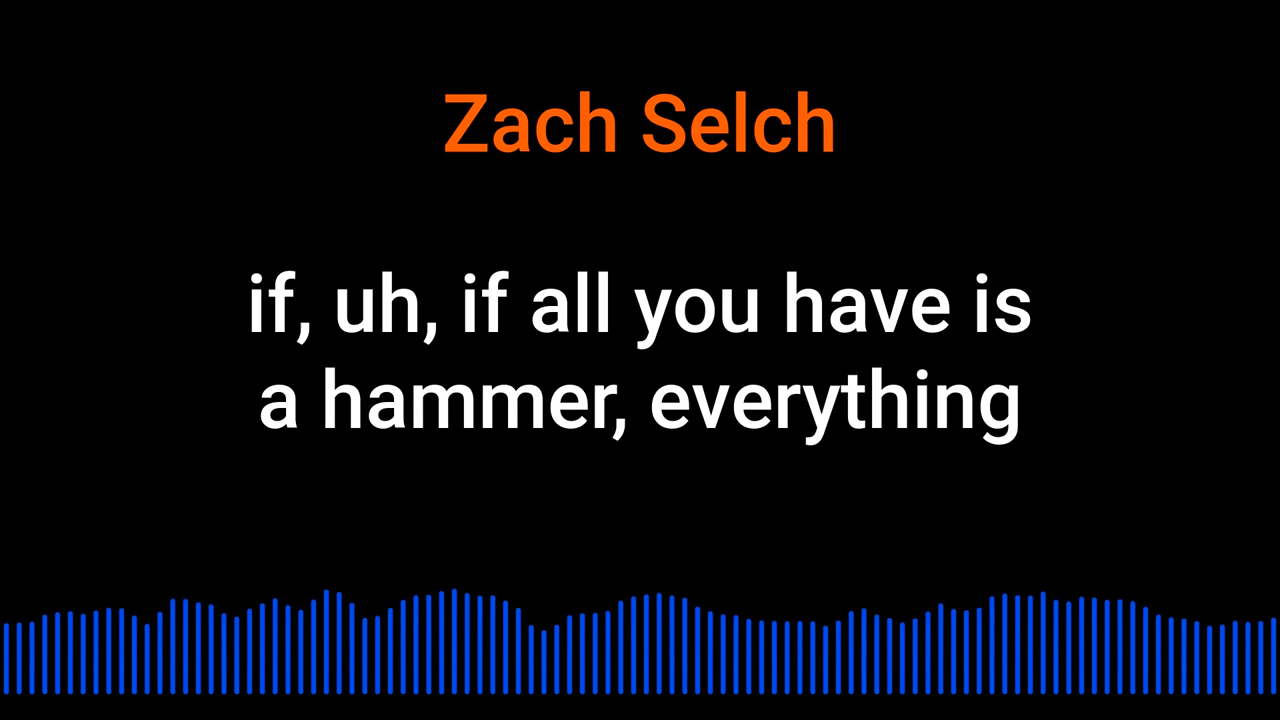 Zach Selch
if, uh, if all you have is
a hammer, everything